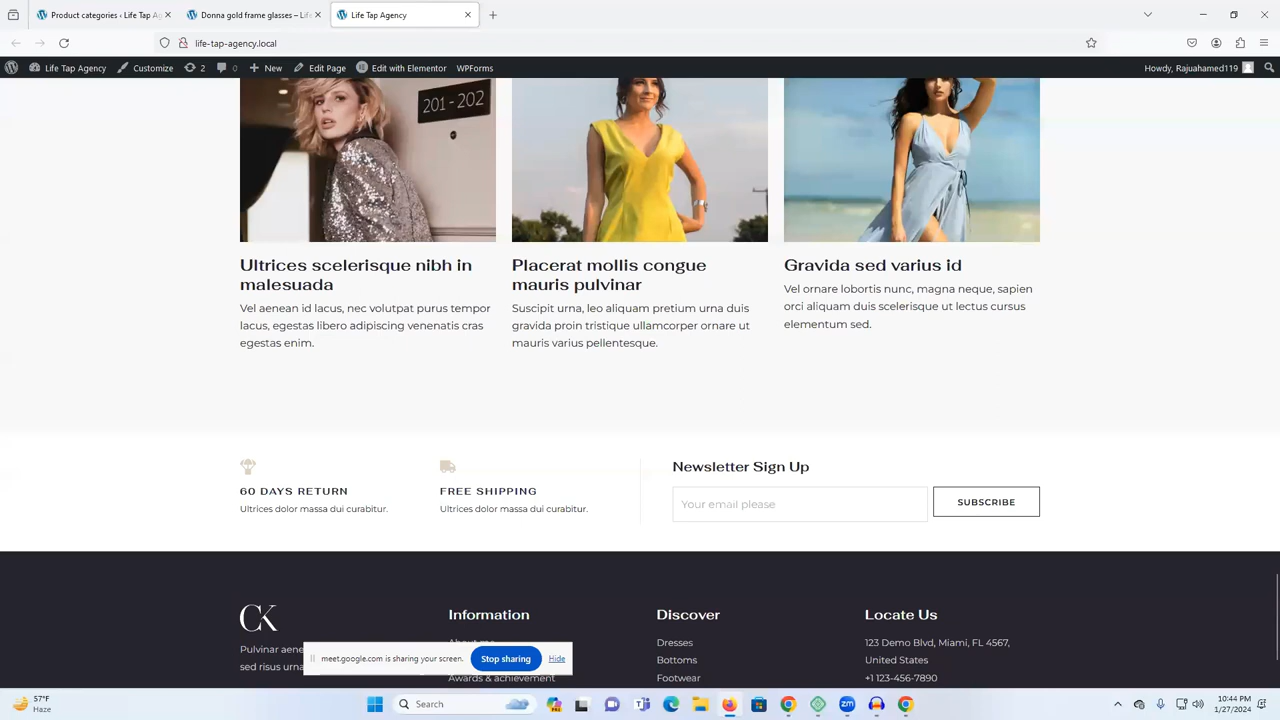 Product categories – Life Tap Ag
Donna gold frame glasses – Life
Life Tap Agency
life-tap-agency.local
Life Tap Agency
Customize
2
0
New
Edit Page
Edit with Elementor
WPForms
Howdy, Rajuahamed119
201-202
Ultrices scelerisque nibh in
malesuada
Vel aenean id lacus, nec volutpat purus tempor
lacus, egestas libero adipiscing venenatis cras
egestas enim.
Placerat mollis congue
mauris pulvinar
Suscipit urna, leo aliquam pretium urna duis
gravida proin tristique ullamcorper ornare ut
mauris varius pellentesque.
Gravida sed varius id
Vel ornare lobortis nunc, magna neque, sapien
orci aliquam duis scelerisque ut lectus cursus
elementum sed.
60 DAYS RETURN
Ultrices dolor massa dui curabitur.
FREE SHIPPING
Ultrices dolor massa dui curabitur.
Newsletter Sign Up
Your email please
SUBSCRIBE
CK
Pulvinar aene
sed risus urna
Information
Awards & achievement
Discover
Dresses
Bottoms
Footwear
Locate Us
123 Demo Blvd, Miami, FL 4567,
United States
+1 123-456-7890
meet.google.com is sharing your screen.
Stop sharing
Hide
57°F
Haze
Search
10:44 PM
1/27/2024